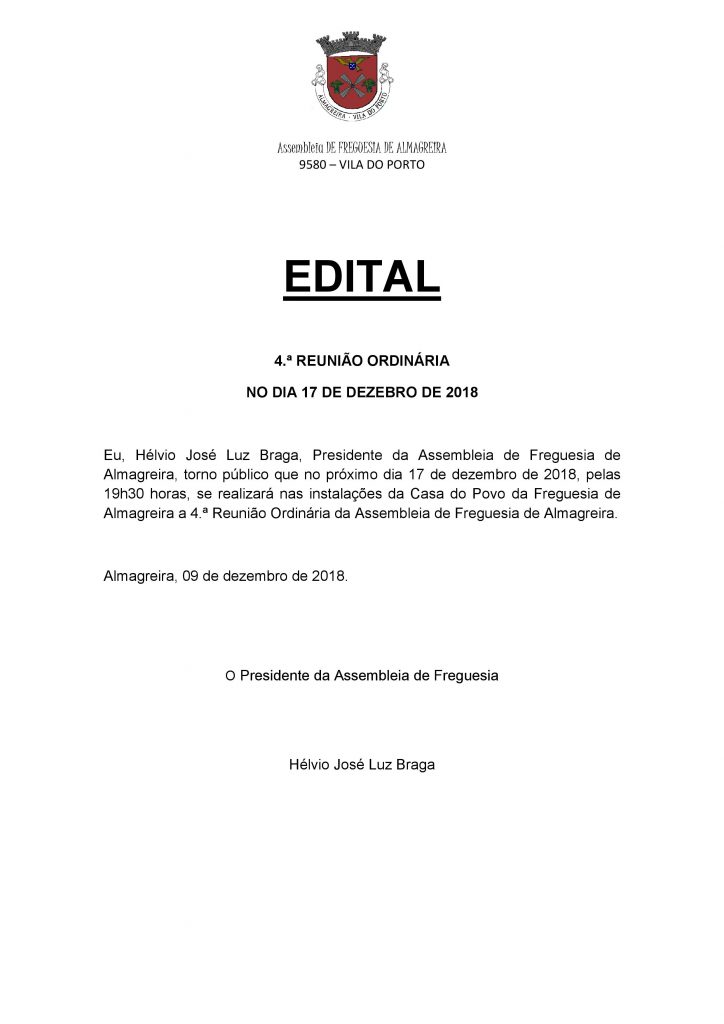 ALMAGREIRA - VILA DO PORTO
Assembleia DE FREGUESIA DE ALMAGREIRA
9580 – VILA DO PORTO
EDITAL
4.ª REUNIÃO ORDINÁRIA
NO DIA 17 DE DEZEBRO DE 2018
Eu, Hélvio José Luz Braga, Presidente da Assembleia de Freguesia de
Almagreira, torno público que no próximo dia 17 de dezembro de 2018, pelas
19h30 horas, se realizará nas instalações da Casa do Povo da Freguesia de
Almagreira a 4.ª Reunião Ordinária da Assembleia de Freguesia de Almagreira.
Almagreira, 09 de dezembro de 2018.
O Presidente da Assembleia de Freguesia
Hélvio José Luz Braga